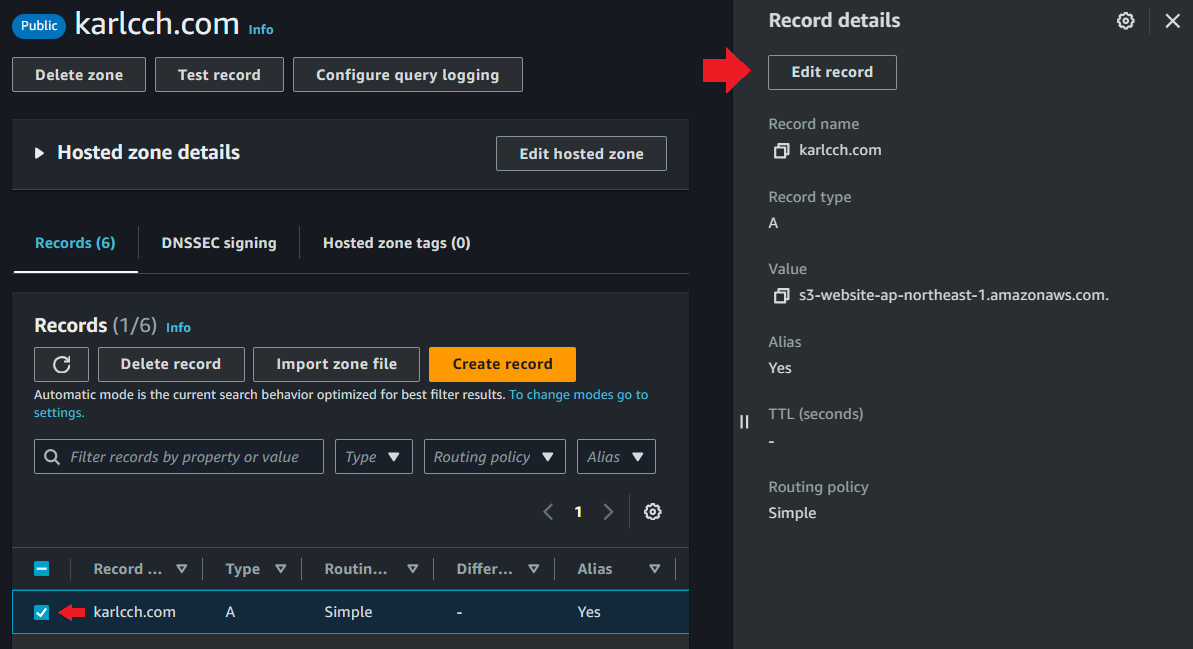 Public karlcch.com Info
Delete zone Test record Configure query logging
Hosted zone details Edit hosted zone
Records (6) DNSSEC signing Hosted zone tags (0)
Records (1/6) Info
Delete record Import zone file Create record
Automatic mode is the current search behavior optimized for best filter results. To change modes go to
settings.
Filter records by property or value Type Routing policy Alias
1
Record ... Type Routin... Differ... Alias
karlcch.com A Simple - Yes
Record details
Edit record
Record name
karlcch.com
Record type
A
Value
s3-website-ap-northeast-1.amazonaws.com.
Alias
Yes
TTL (seconds)
-
Routing policy
Simple